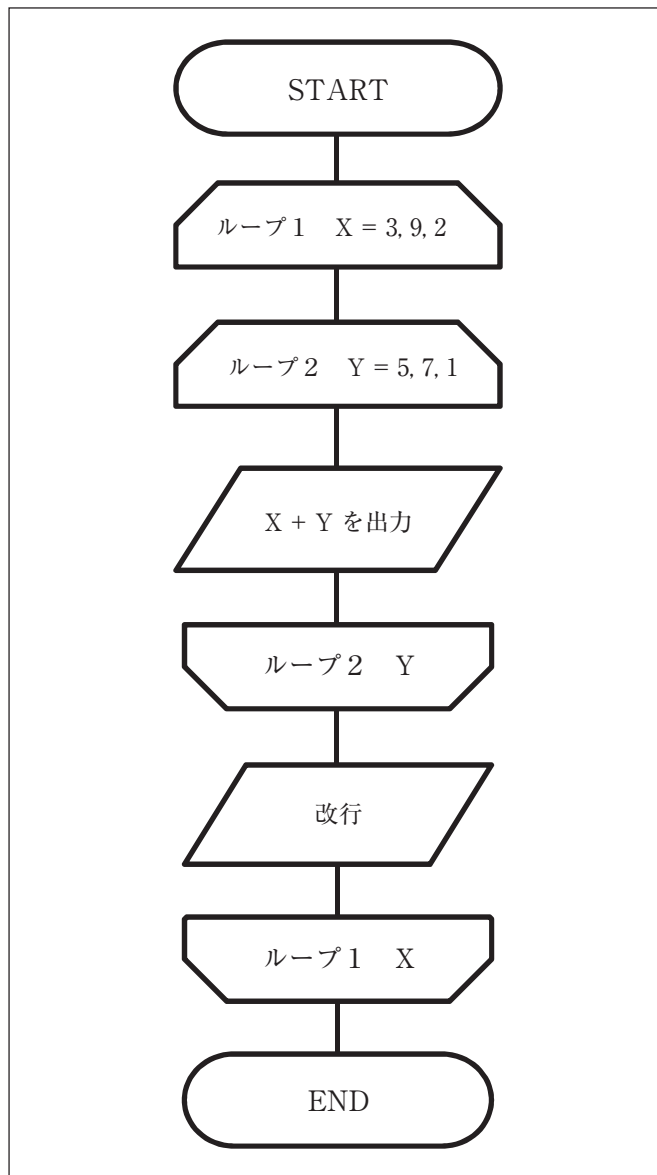 START
ループ1　X = 3, 9, 2
ループ2　Y = 5, 7, 1
X + Y を出力
ループ2　Y
改行
ループ1　X
END